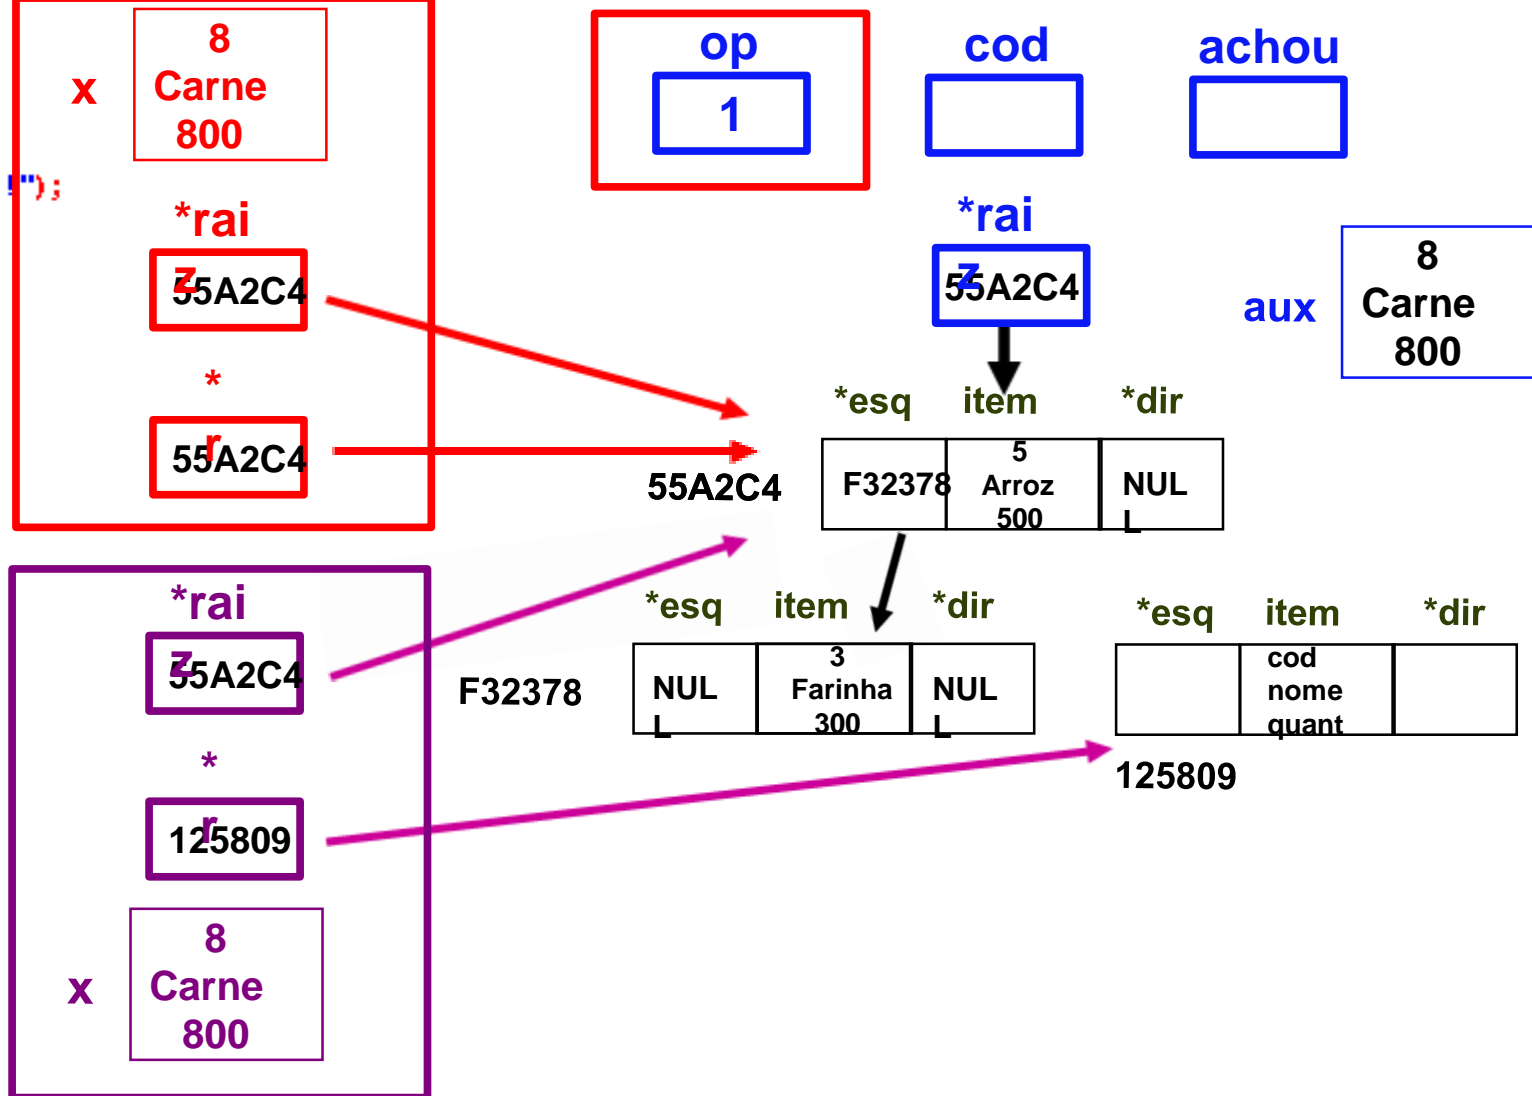 8
x
Carne
800
!");
*rai
z
55A2C4
*
r
55A2C4
op
1
cod
achou
*rai
z
55A2C4
aux
8
Carne
800
*esq item *dir
55A2C4
F32378
5
Arroz
500
NUL
L
*rai
z
55A2C4
*
r
125809
x
8
Carne
800
*esq item *dir
F32378
NUL
L
3
Farinha
300
NUL
L
*esq item *dir
cod
nome
quant
125809